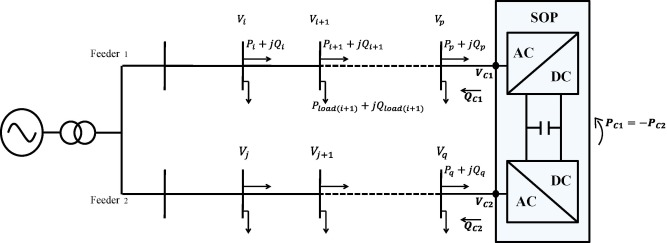 SOP
V_i
V_{i+1}
V_p
Feeder 1
P_i + jQ_i
P_{i+1} + jQ_{i+1}
P_p + jQ_p
AC
DC
V_{C1}
Q_{C1}
P_{load(i+1)} + jQ_{load(i+1)}
P_{C1} = −P_{C2}
V_j
V_{j+1}
V_q
P_q + jQ_q
DC
AC
Feeder 2
V_{C2}
Q_{C2}